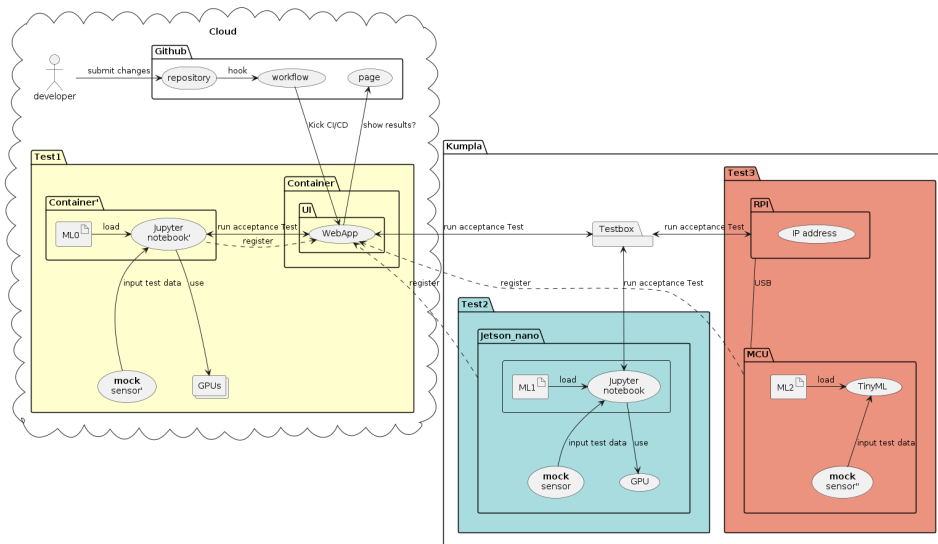 Cloud
Github
submit changes
repository
hook
workflow
page
developer
Kick CI/CD
show results?
Kumpla
Test1
Test3
Container
Container'
UI
RPI
ML0
load
Jupyter
notebook'
run acceptance Test
register
WebApp
run acceptance Test
Testbox
run acceptance Test
IP address
input test data
use
register
register
run acceptance Test
USB
Test2
jetson_nano
MCU
mock
sensor'
GPUs
ML1
load
Jupyter
notebook
ML2
load
TinyML
input test data
use
input test data
mock
sensor
GPU
mock
sensor"